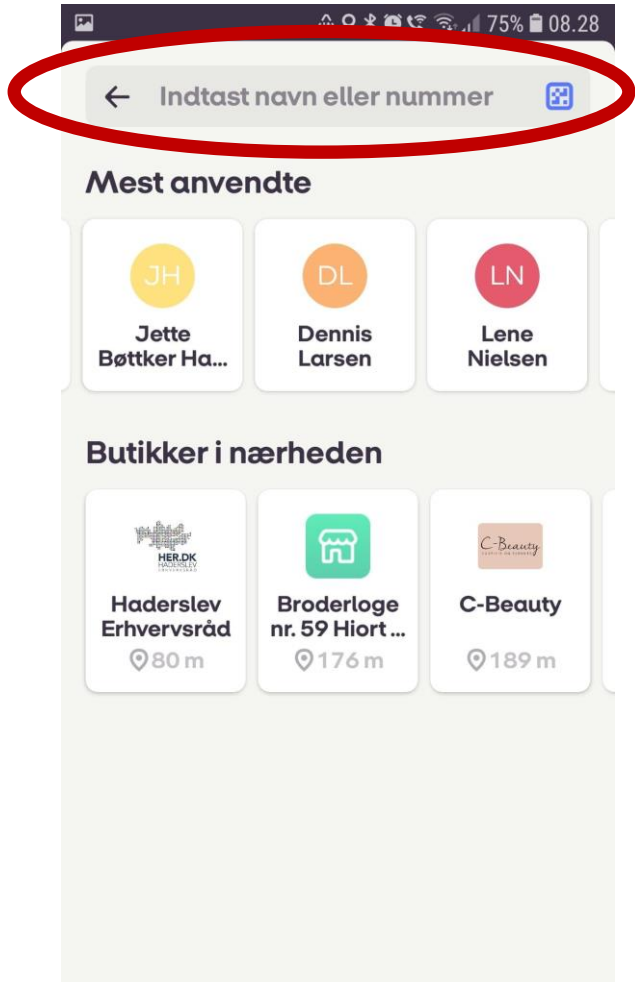 75% 08.28
Indtast navn eller nummer
Mest anvendte
JH
DL
LN
Jette
Bøttker Ha...
Dennis
Larsen
Lene
Nielsen
Butikker i nærheden
HER.DK
HADERSLEV
C-Beauty
Haderslev
Erhvervsråd
80 m
Broderloge
nr. 59 Hiort ...
176 m
C-Beauty
189 m